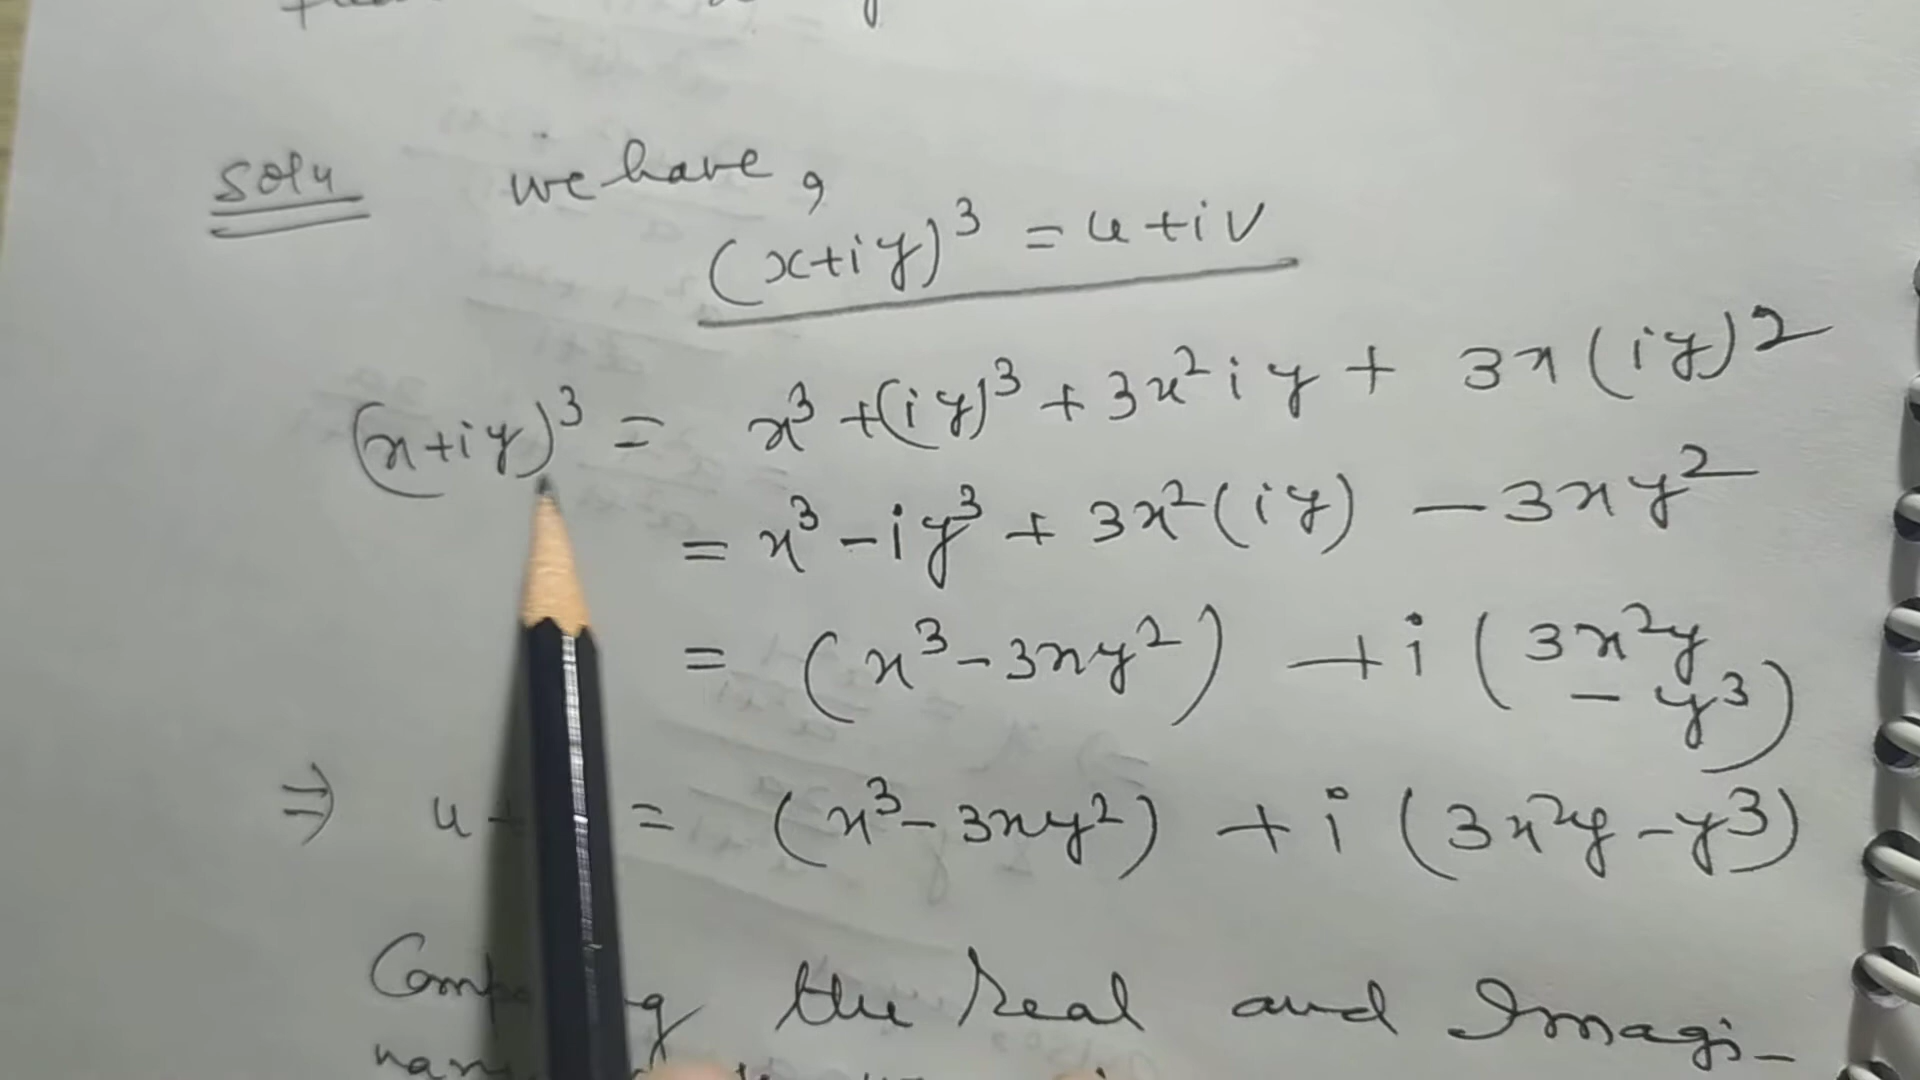 Soln we have,
(x+iy)³ = u+iv
(x+iy)³ = x³ +(iy)³ + 3x²iy + 3x(iy)²
= x³ - iy³ + 3x²(iy) - 3xy²
= (x³ - 3xy²) + i (3x²y
- y³)
⇒ u+ = (x³ - 3xy²) + i (3x²y - y³)
the real and Imagi-